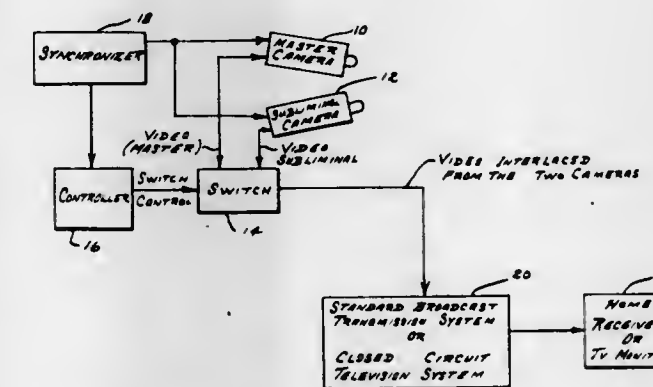 18
SYNCHRONIZER
10
MASTER
CAMERA
12
SUBLIMINAL
CAMERA
VIDEO
(MASTER)
VIDEO
SUBLIMINAL
CONTROLLER
SWITCH
CONTROL
SWITCH
16
14
VIDEO INTERLACED
FROM THE TWO CAMERAS
20
STANDARD BROADCAST
TRANSMISSION SYSTEM
OR
CLOSED CIRCUIT
TELEVISION SYSTEM
HOME
RECEIVE
OR
TV MONIT